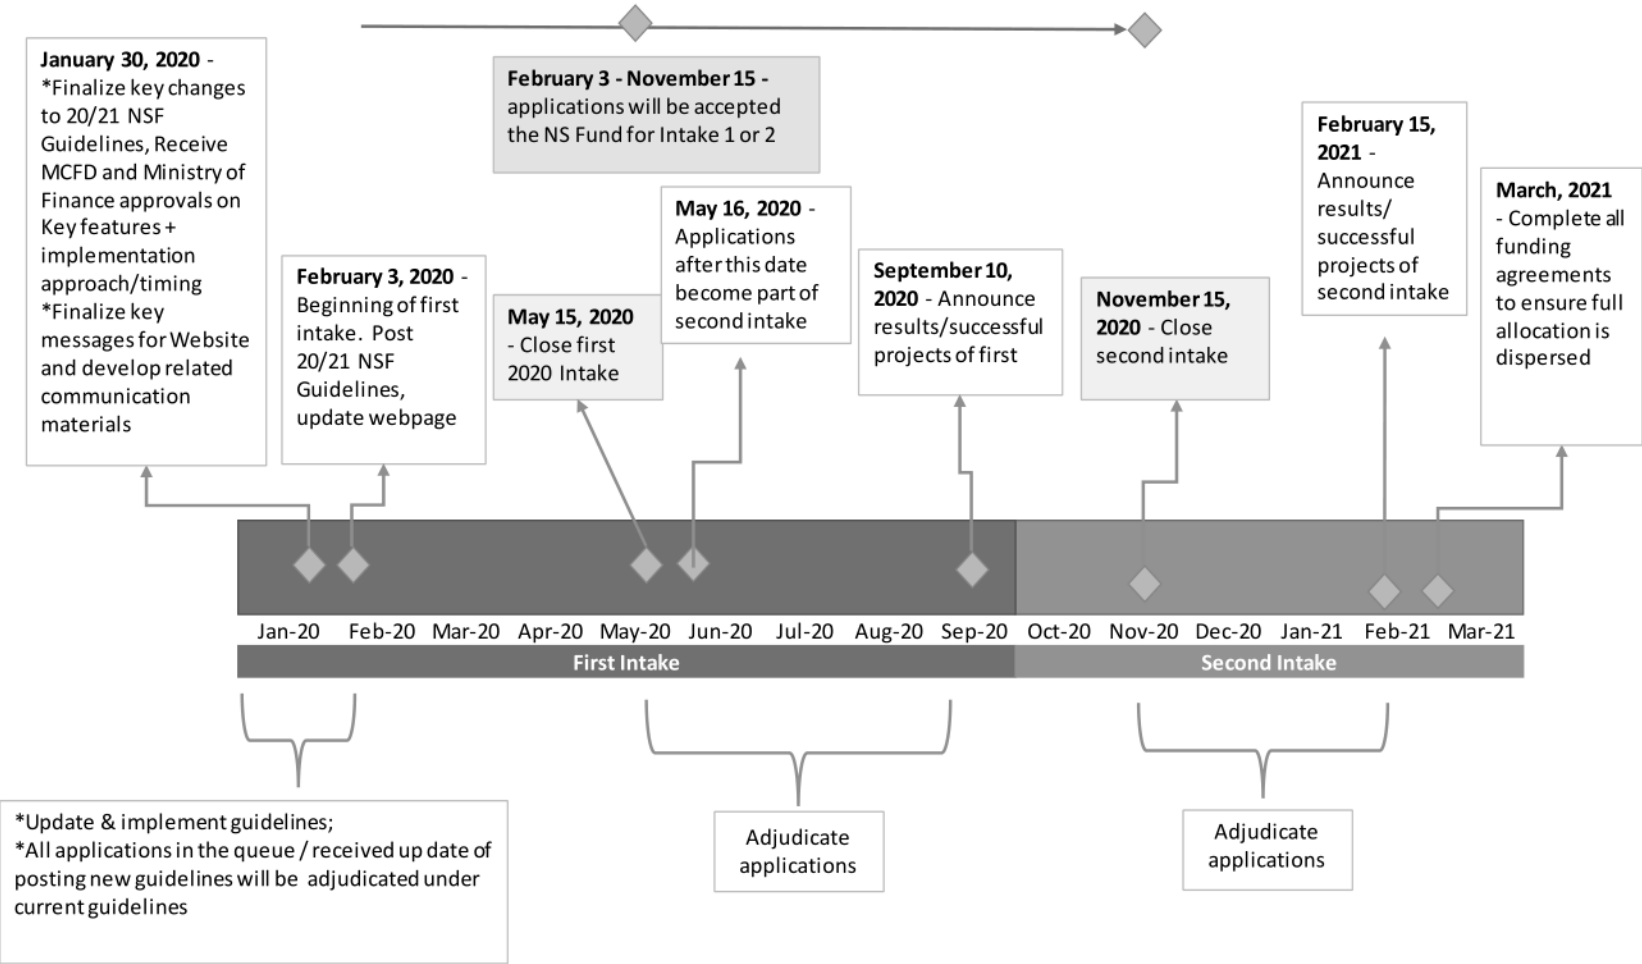 January 30, 2020 -
*Finalize key changes
to 20/21 NSF
Guidelines, Receive
MCFD and Ministry of
Finance approvals on
Key features +
implementation
approach/timing
*Finalize key
messages for Website
and develop related
communication
materials
February 3, 2020 -
Beginning of first
intake. Post
20/21 NSF
Guidelines,
update webpage
February 3 - November 15 -
applications will be accepted
the NS Fund for Intake 1 or 2
May 15, 2020
- Close first
2020 Intake
May 16, 2020 -
Applications
after this date
become part of
second intake
September 10,
2020 - Announce
results/successful
projects of first
November 15,
2020 - Close
second intake
February 15,
2021 -
Announce
results/
successful
projects of
second intake
March, 2021
- Complete all
funding
agreements
to ensure full
allocation is
dispersed
Jan-20 Feb-20 Mar-20 Apr-20 May-20 Jun-20 Jul-20 Aug-20 Sep-20 Oct-20 Nov-20 Dec-20 Jan-21 Feb-21 Mar-21
First Intake Second Intake
*Update & implement guidelines;
*All applications in the queue / received up date of
posting new guidelines will be adjudicated under
current guidelines
Adjudicate
applications
Adjudicate
applications